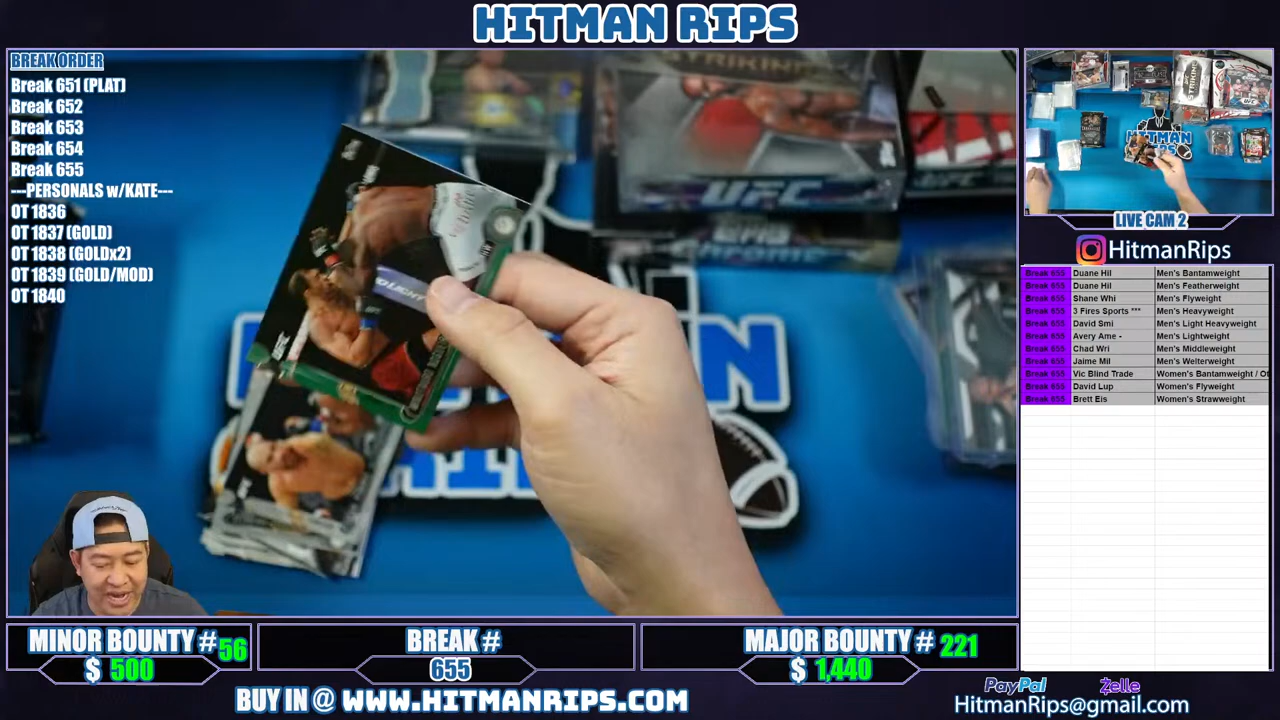 HITMAN RIPS
BREAK ORDER
Break 651 (PLAT)
Break 652
Break 653
Break 654
Break 655
---PERSONALS w/KATE---
OT 1836
OT 1837 (GOLD)
OT 1838 (GOLDx2)
OT 1839 (GOLD/MOD)
OT 1840
UFC
LIVE CAM 2
HitmanRips
Break 655 Duane Hil Men's Bantamweight
Break 655 Duane Hil Men's Featherweight
Break 655 Shane Whi Men's Flyweight
Break 655 3 Fires Sports *** Men's Heavyweight
Break 655 David Smi Men's Light Heavyweight
Break 655 Avery Ame - Men's Lightweight
Break 655 Chad Wri Men's Middleweight
Break 655 Jaime Mil Men's Welterweight
Break 655 Vic Blind Trade Women's Bantamweight / Ot
Break 655 David Lup Women's Flyweight
Break 655 Brett Eis Women's Strawweight
MINOR BOUNTY # 56
$ 500
BREAK #
655
MAJOR BOUNTY # 221
$ 1,440
BUY IN @ WWW.HITMANRIPS.COM
PayPal Zelle
HitmanRips@gmail.com